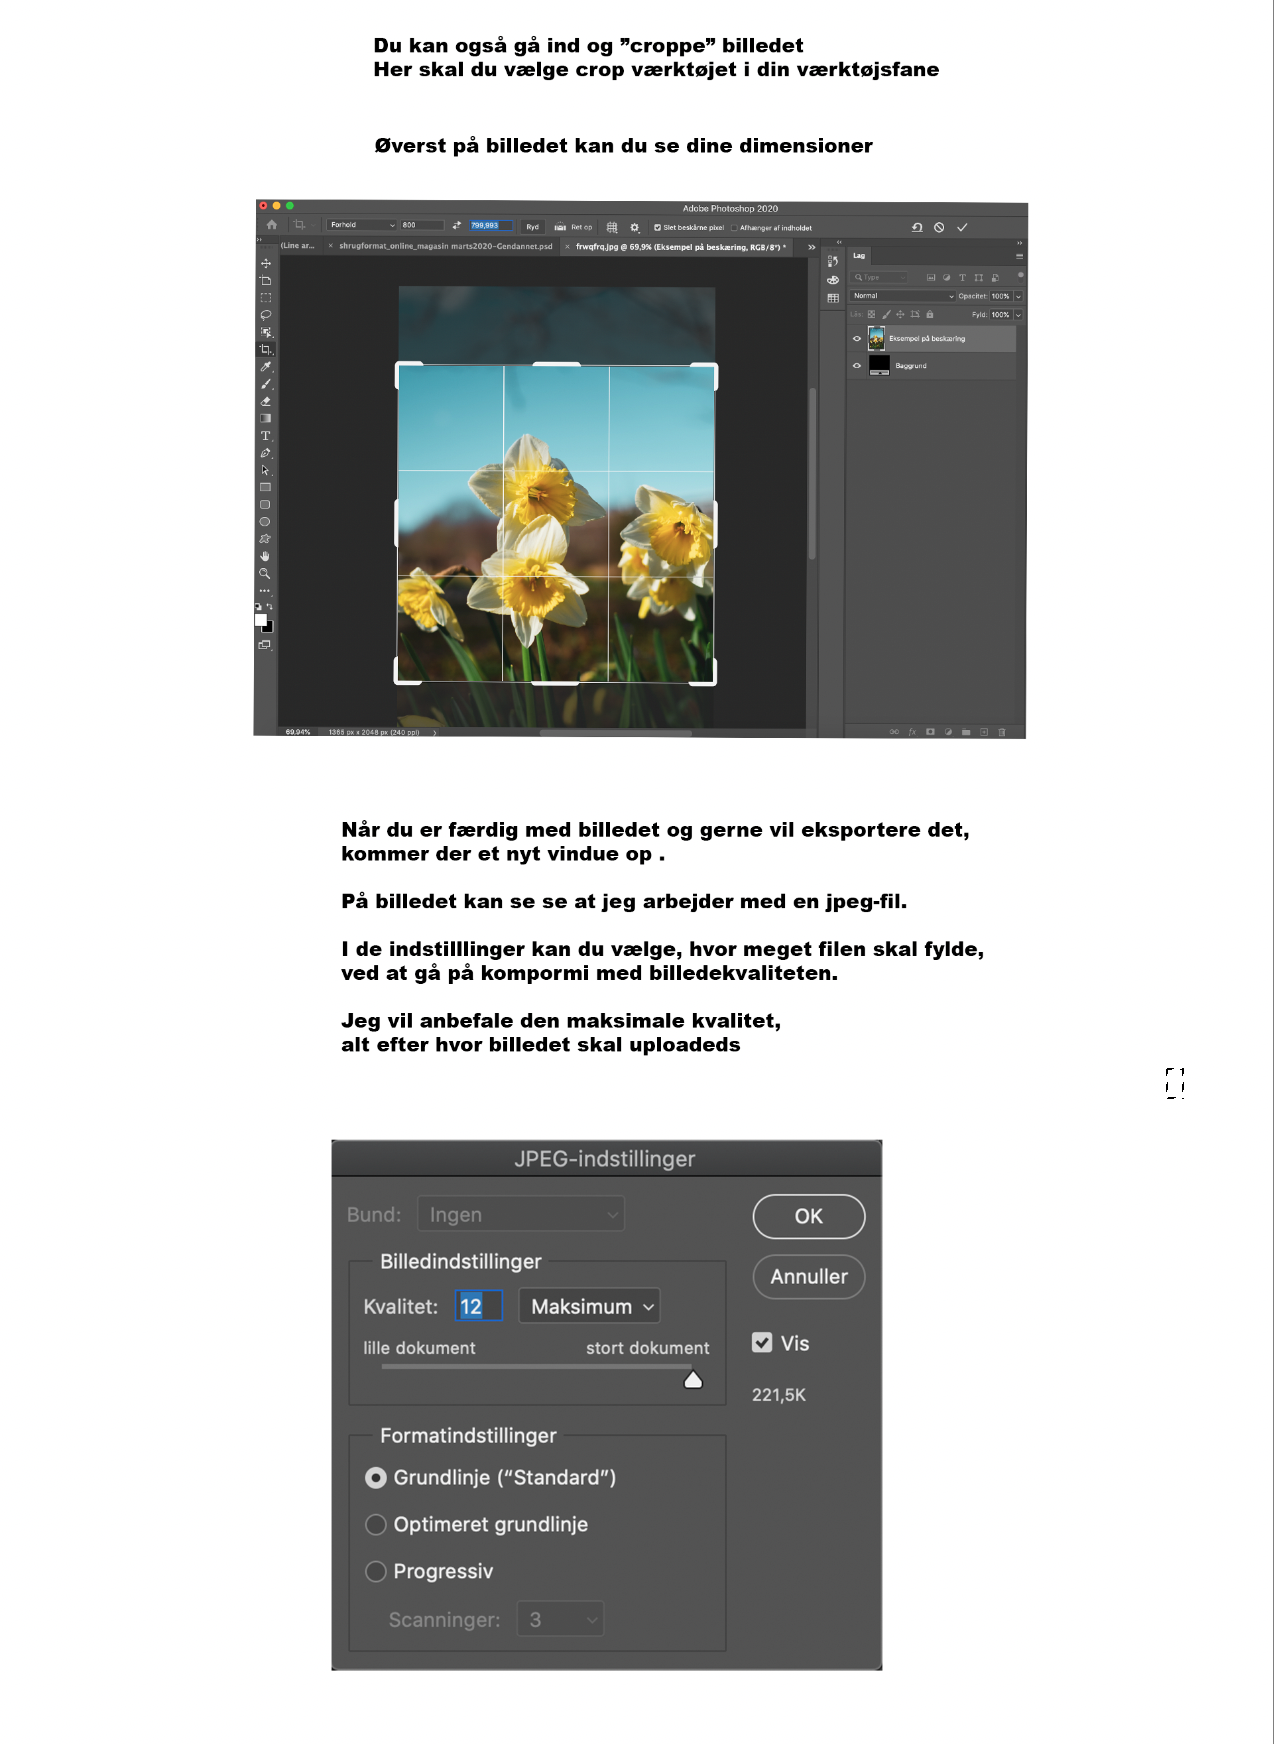 Du kan også gå ind og ”croppe” billedet
Her skal du vælge crop værktøjet i din værktøjsfane
Øverst på billedet kan du se dine dimensioner
Adobe Photoshop 2020
Forhold 800 799,993 Ryd Ret op Slet beskårne pixel Afhænger af indholdet
(Line ar... × shrugformat_online_magasin marts2020-Gendannet.psd × frwqfrq.jpg @ 69,9% (Eksempel på beskæring, RGB/8*) * »
Lag
Type
Normal Opacitet: 100%
Lås: Fyld: 100%
Eksempel på beskæring
Baggrund
69,94% 1366 px x 2048 px (240 ppi)
fx
Når du er færdig med billedet og gerne vil eksportere det,
kommer der et nyt vindue op .
På billedet kan se se at jeg arbejder med en jpeg-fil.
I de indstilllinger kan du vælge, hvor meget filen skal fylde,
ved at gå på kompormi med billedekvaliteten.
Jeg vil anbefale den maksimale kvalitet,
alt efter hvor billedet skal uploadeds
JPEG-indstillinger
Bund: Ingen
OK
Billedindstillinger
Annuller
Kvalitet: 12 Maksimum
Vis
lille dokument stort dokument
221,5K
Formatindstillinger
Grundlinje (“Standard”)
Optimeret grundlinje
Progressiv
Scanninger: 3